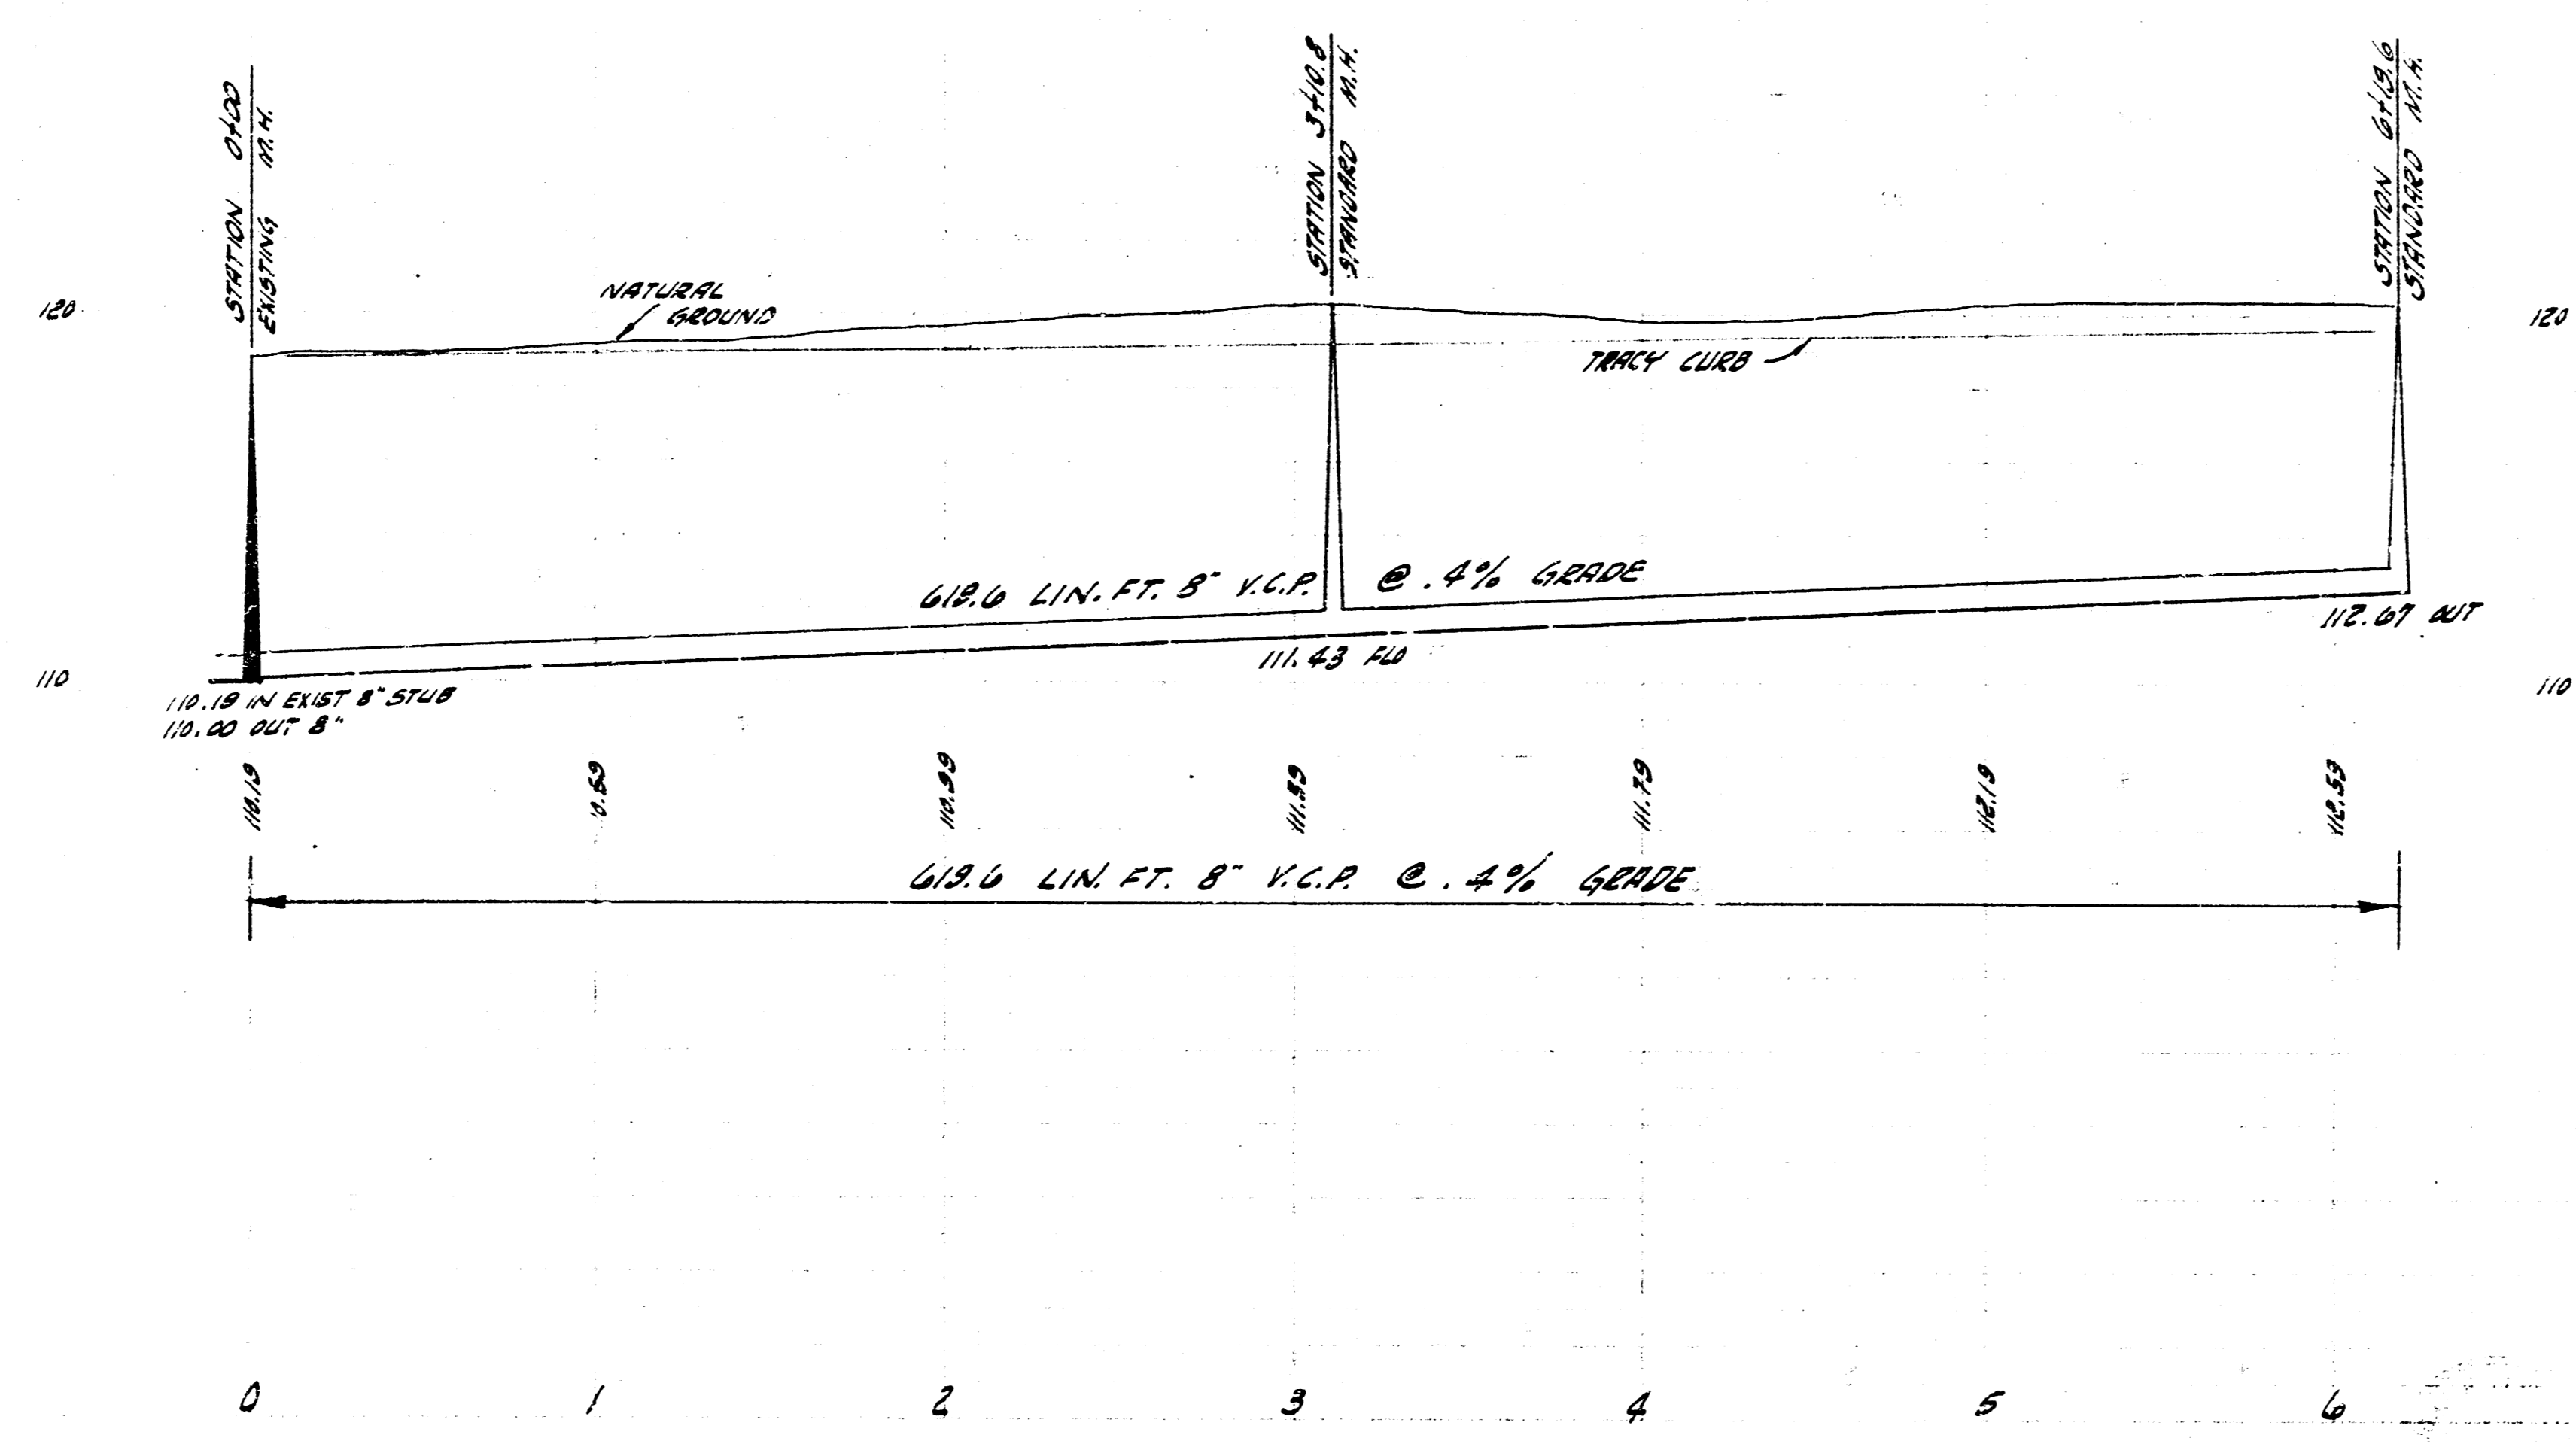 STATION 0+00
EXISTING M.H.
STATION 3+10.8
STANDARD M.H.
STATION 6+19.6
STANDARD M.H.
120
NATURAL
GROUND
120
TRACY CURB
619.6 LIN. FT. 8" V.C.P. @ .4% GRADE
112.67 OUT
111.43 FLO
110
110
110.19 IN EXIST 8" STUB
110.00 OUT 8"
110.19
10.59
110.99
111.39
111.79
112.19
112.59
619.6 LIN. FT. 8" V.C.P. @ .4% GRADE
0 1 2 3 4 5 6